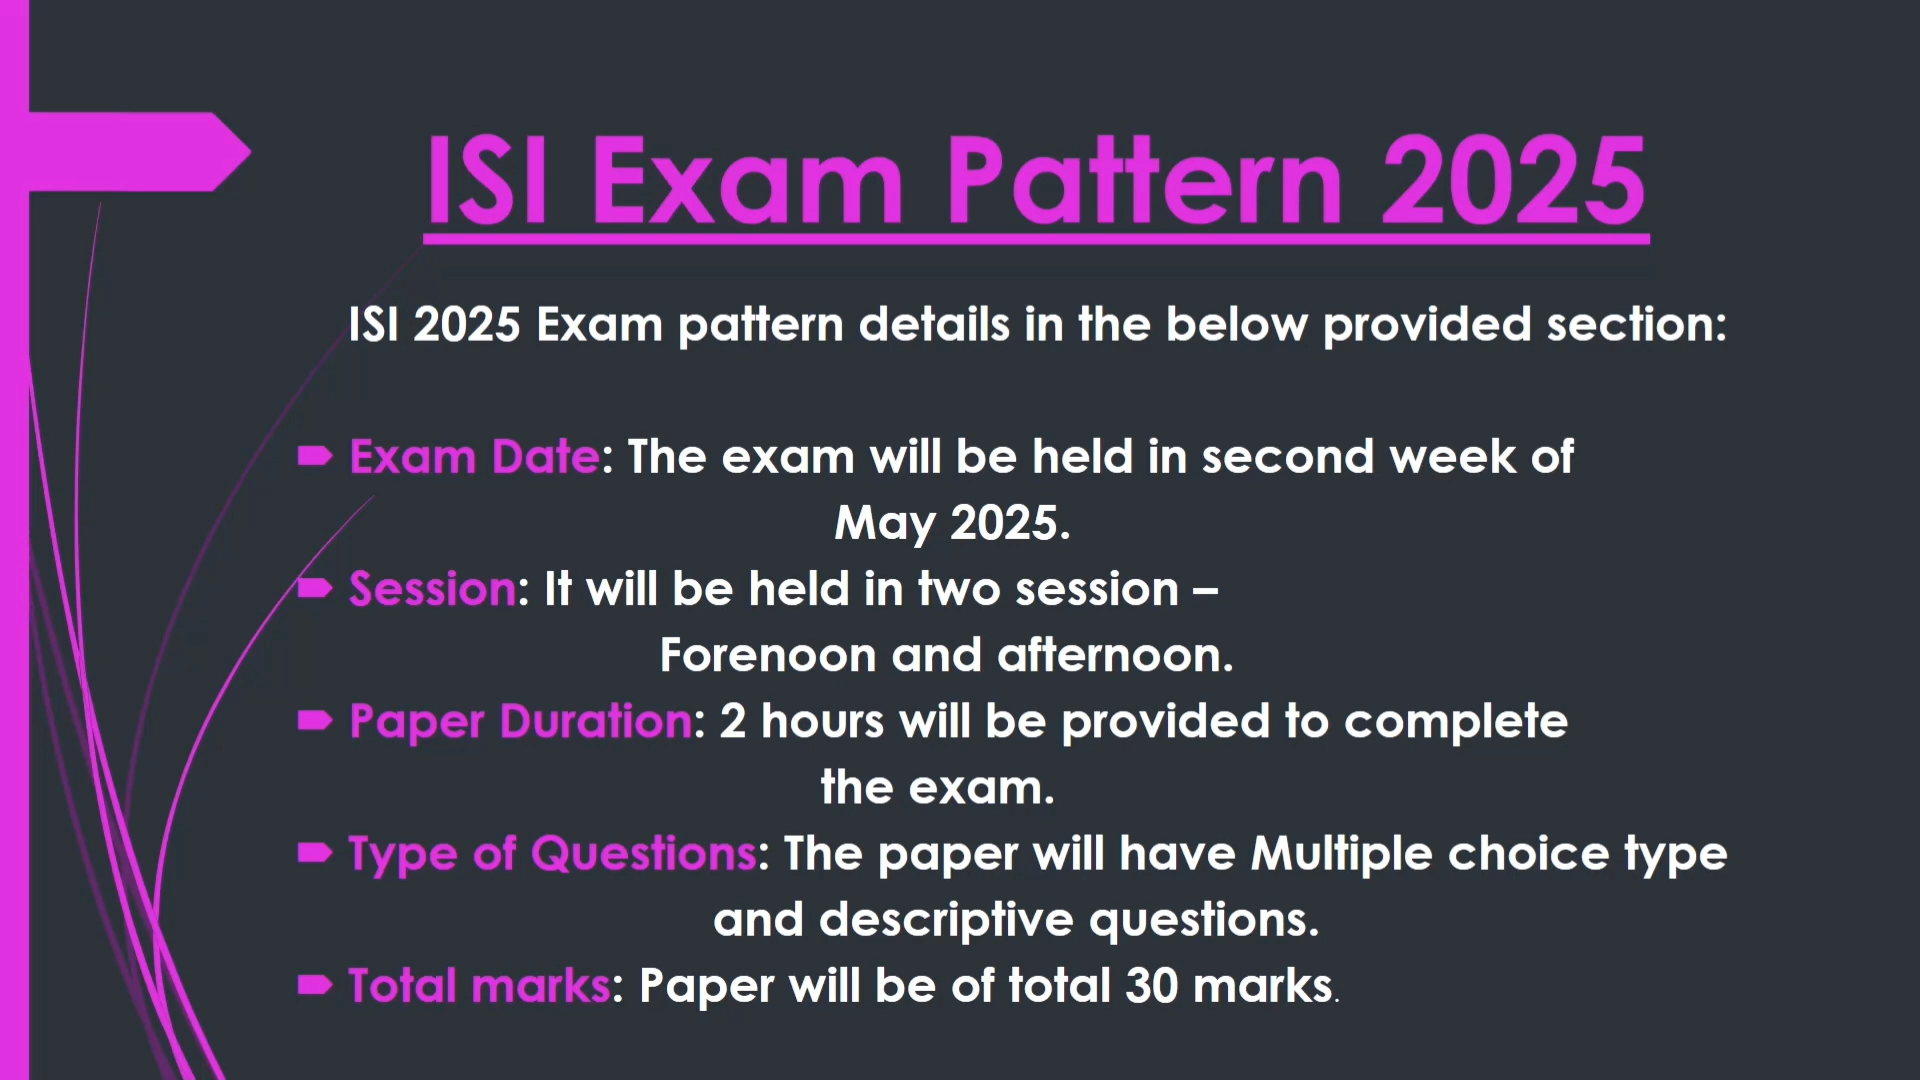 ISI Exam Pattern 2025
ISI 2025 Exam pattern details in the below provided section:
Exam Date: The exam will be held in second week of
May 2025.
Session: It will be held in two session –
Forenoon and afternoon.
Paper Duration: 2 hours will be provided to complete
the exam.
Type of Questions: The paper will have Multiple choice type
and descriptive questions.
Total marks: Paper will be of total 30 marks.